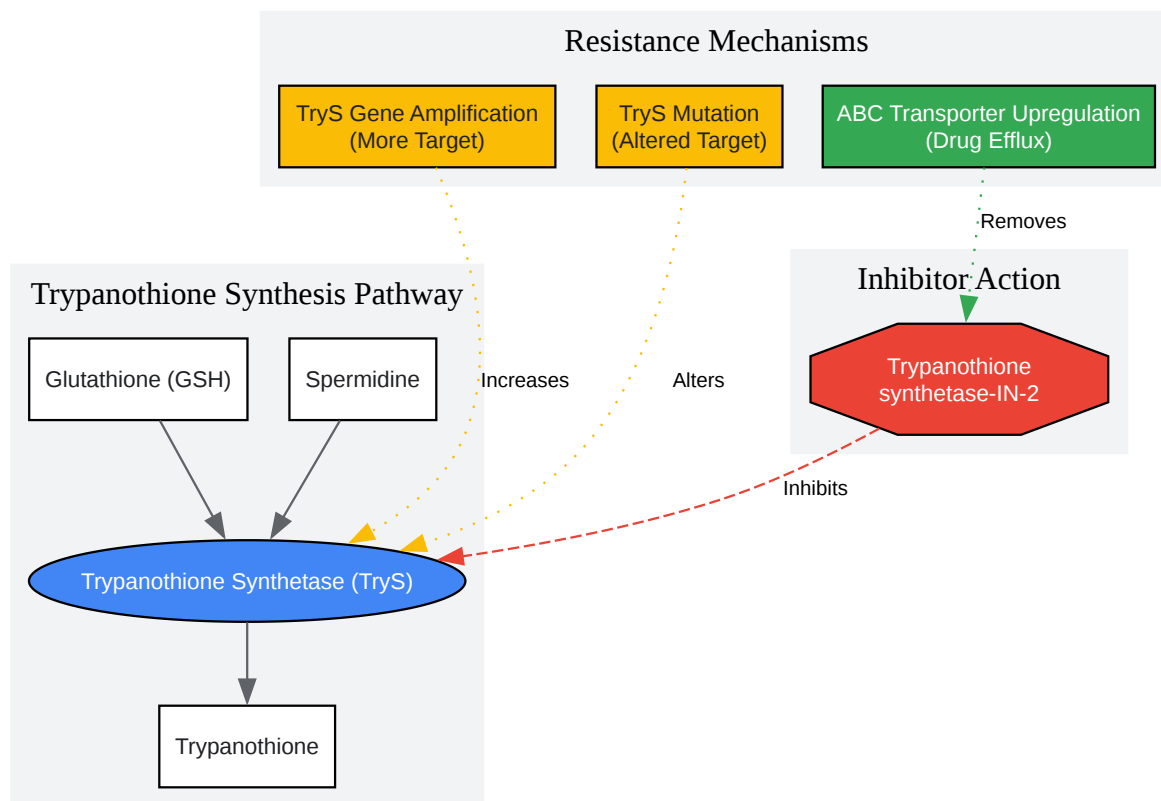 Resistance Mechanisms
TryS Gene Amplification
(More Target)
TryS Mutation
(Altered Target)
ABC Transporter Upregulation
(Drug Efflux)
Removes
Inhibitor Action
Trypanothione Synthesis Pathway
Glutathione (GSH)
Spermidine
Increases
Alters
Trypanothione
synthetase-IN-2
Inhibits
Trypanothione Synthetase (TryS)
Trypanothione